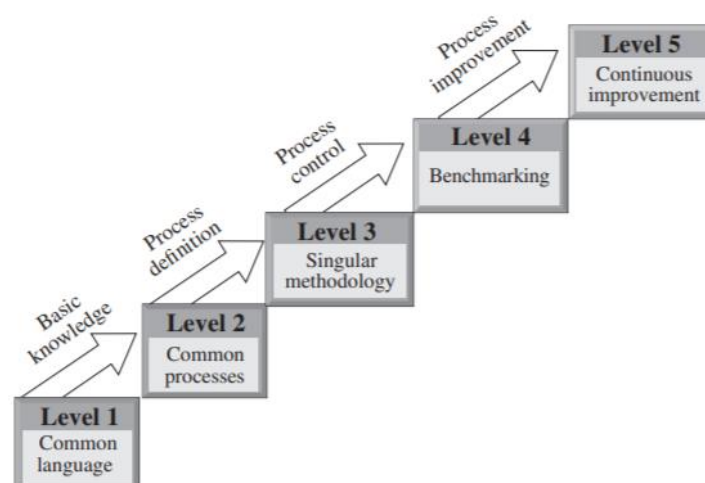 Level 5
Continuous
improvement
Process
improvement
Level 4
Benchmarking
Process
control
Level 3
Singular
methodology
Process
definition
Level 2
Common
processes
Basic
knowledge
Level 1
Common
language